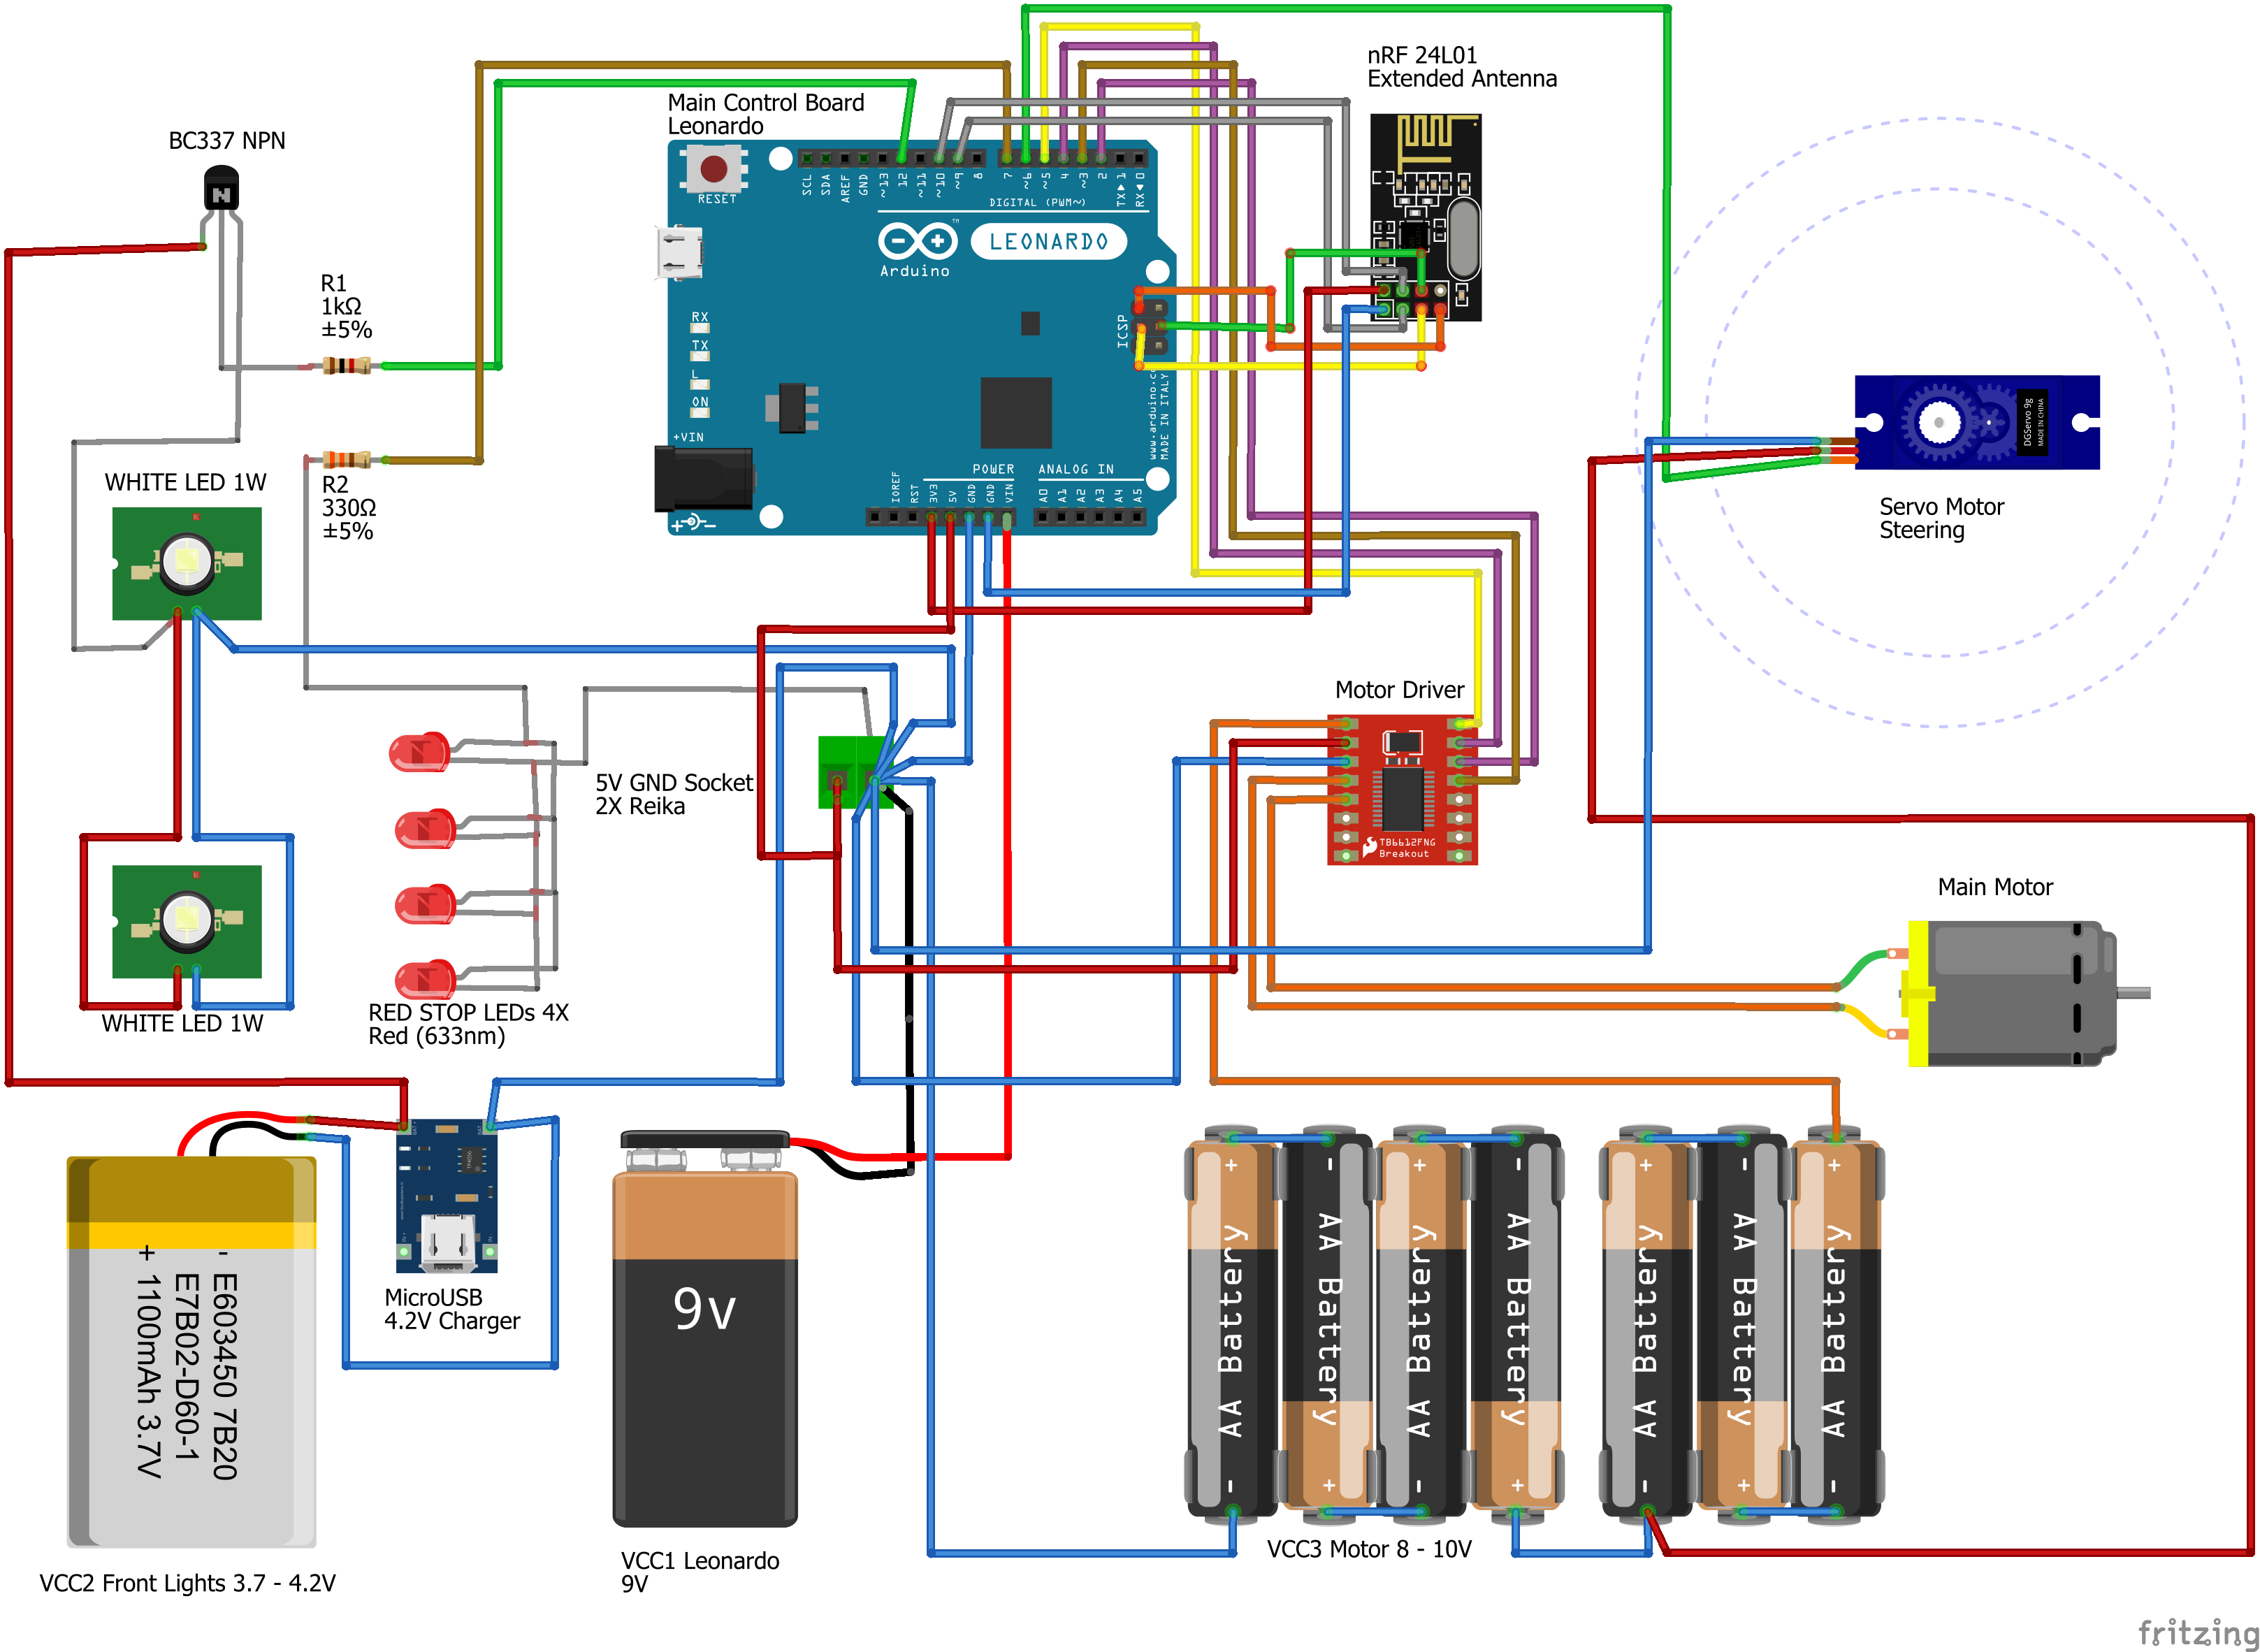 nRF 24L01
Extended Antenna
Main Control Board
Leonardo
BC337 NPN
RESET
SCL
SDA
AREF
GND
~13
12
~11
~10
~9
8
7
~6
~5
4
~3
2
TX▶1
RX◀0
DIGITAL (PWM~)
LEONARDO
TM
Arduino
R1
1kΩ
±5%
RX
TX
L
ON
ICSP
www.arduino.cc
MADE IN ITALY
+VIN
POWER
ANALOG IN
IOREF
RST
3V3
5V
GND
GND
VIN
A0
A1
A2
A3
A4
A5
DGServo 9g
MADE IN CHINA
WHITE LED 1W
R2
330Ω
±5%
Servo Motor
Steering
Motor Driver
5V GND Socket
2X Reika
TB6612FNG
Breakout
Main Motor
RED STOP LEDs 4X
Red (633nm)
WHITE LED 1W
- E603450 7B20
E7B02-D60-1
+ 1100mAh 3.7V
MicroUSB
4.2V Charger
9v
+
AA Battery
-
-
AA Battery
+
+
AA Battery
-
-
AA Battery
+
+
AA Battery
-
-
AA Battery
+
+
AA Battery
-
VCC3 Motor 8 - 10V
VCC1 Leonardo
9V
VCC2 Front Lights 3.7 - 4.2V
fritzing